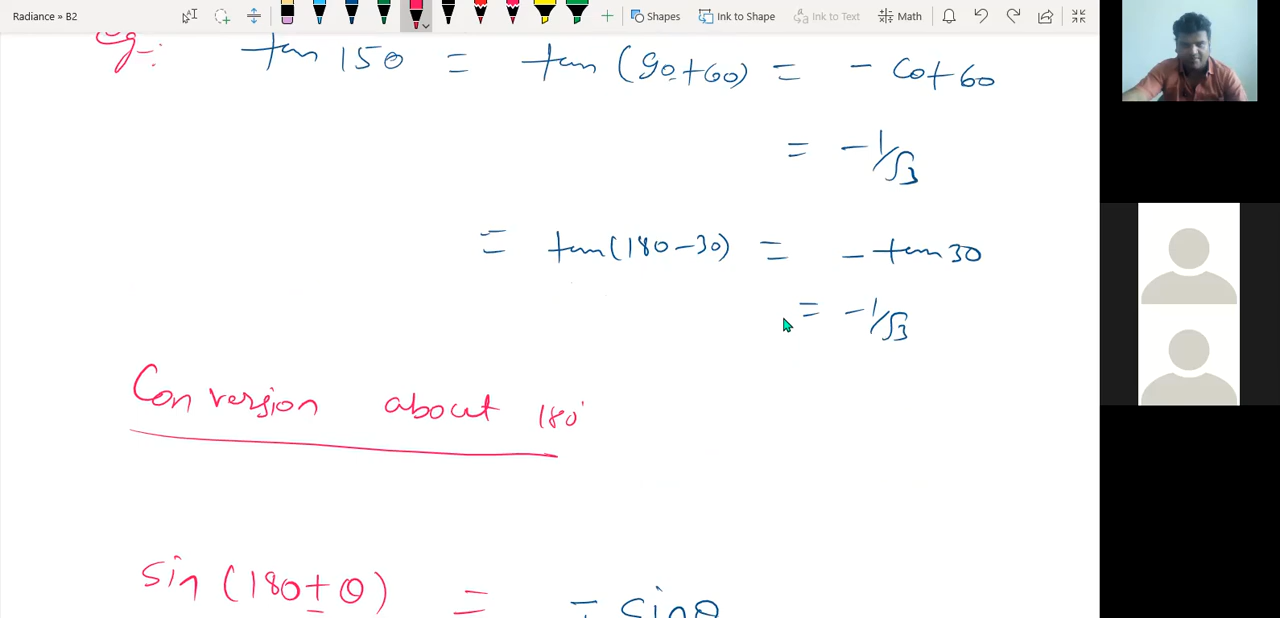 Radiance » B2
Ink to Shape
Shapes
Ink to Text
Math
Eg:- tan 150 = tan (90+60) = - cot 60
= -1/√3
= tan(180-30) = - tan 30
= -1/√3
Conversion about 180°
sin (180±θ) = ∓ sinθ